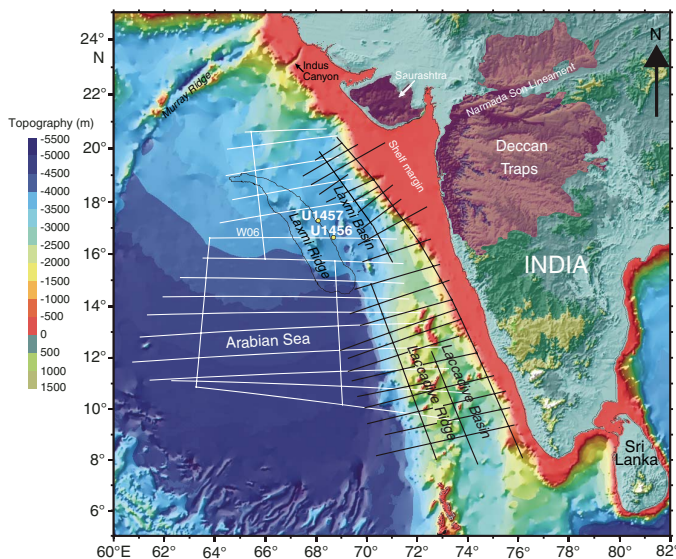 24°
N
22°
20°
18°
16°
14°
12°
10°
8°
6°
60°E
62°
64°
66°
68°
70°
72°
74°
76°
78°
80°
82°
Topography (m)
-5500
-5000
-4500
-4000
-3500
-3000
-2500
-2000
-1500
-1000
-500
0
500
1000
1500
Murray Ridge
Indus
Canyon
Saurashtra
Narmada Son Lineament
N
Deccan
Traps
Shelf margin
W06
U1457
U1456
Laxmi Basin
Laxmi Ridge
INDIA
Arabian Sea
Laccadive Ridge
Laccadive Basin
Sri
Lanka